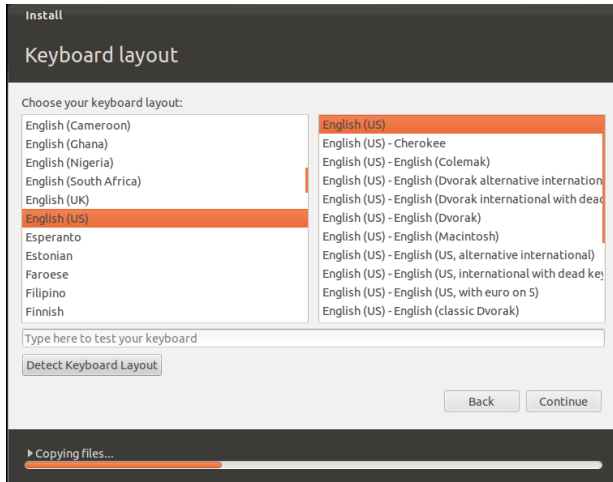 Install
Keyboard layout
Choose your keyboard layout:
English (Cameroon)
English (Ghana)
English (Nigeria)
English (South Africa)
English (UK)
English (US)
Esperanto
Estonian
Faroese
Filipino
Finnish
English (US)
English (US) - Cherokee
English (US) - English (Colemak)
English (US) - English (Dvorak alternative internation
English (US) - English (Dvorak international with dead
English (US) - English (Dvorak)
English (US) - English (Macintosh)
English (US) - English (US, alternative international)
English (US) - English (US, international with dead key
English (US) - English (US, with euro on 5)
English (US) - English (classic Dvorak)
Type here to test your keyboard
Detect Keyboard Layout
Back Continue
Copying files...